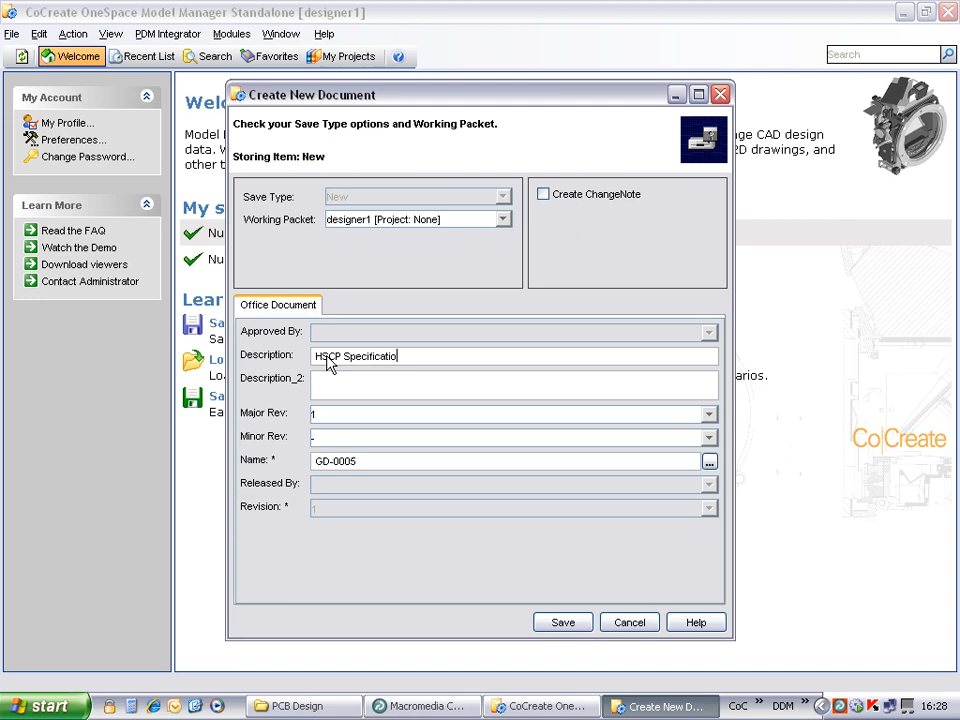 CoCreate OneSpace Model Manager Standalone [designer1]
File Edit Action View PDM Integrator Modules Window Help
Welcome Recent List Search Favorites My Projects ? Search
My Account
My Profile...
Preferences...
Change Password...
Learn More
Read the FAQ
Watch the Demo
Download viewers
Contact Administrator
Model
data. W
other t
ge CAD design
2D drawings, and
My s
Nu
Nu
Lear
Sa
Sa
Lo
Lo
arios.
Sa
Ea
Co|Create
Create New Document
Check your Save Type options and Working Packet.
Storing Item: New
Save Type: New
Working Packet: designer1 [Project: None]
Create ChangeNote
Office Document
Approved By:
Description: HSCP Specificatio
Description_2:
Major Rev: 1
Minor Rev: -
Name: * GD-0005 ...
Released By:
Revision: * 1
Save Cancel Help
start PCB Design Macromedia C... CoCreate One... Create New D... CoC » DDM » 16:28